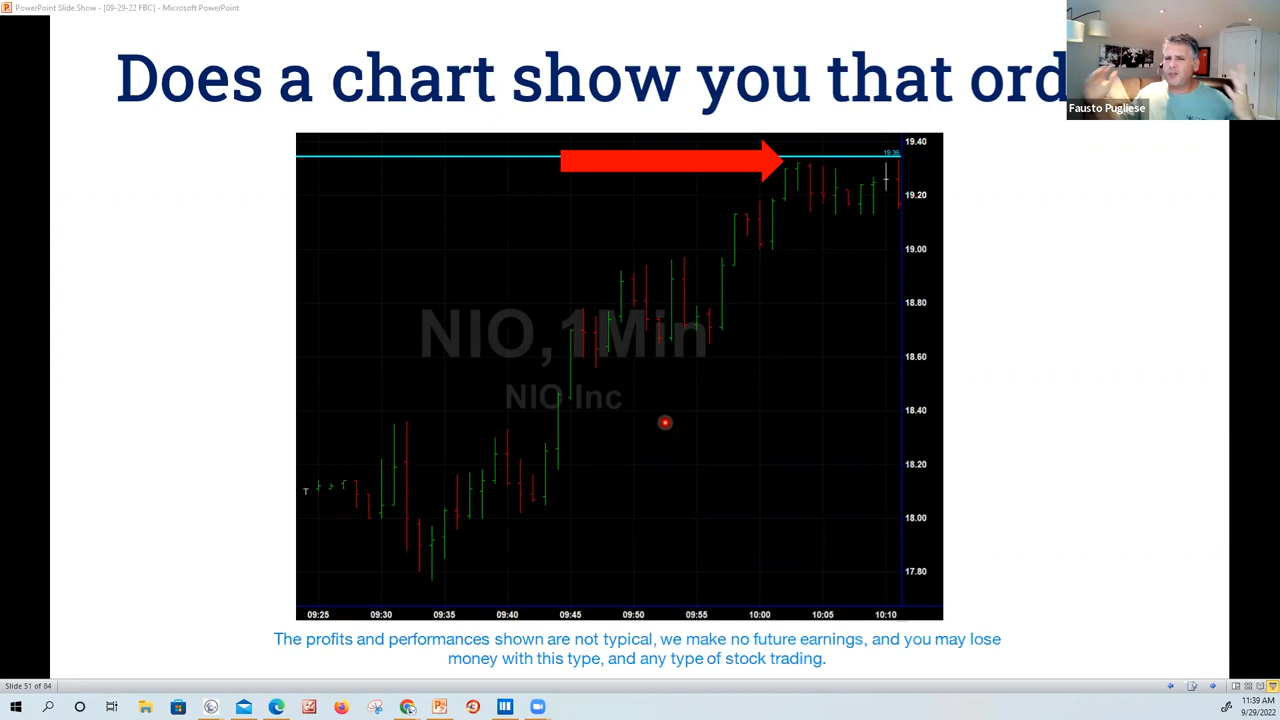 PowerPoint Slide Show - [09-29-22 FBC] - Microsoft PowerPoint
Does a chart show you that ord
Fausto Pugliese
19.36
19.40
19.20
19.00
18.80
18.60
18.40
18.20
18.00
17.80
NIO,1Min
NIO Inc
09:25 09:30 09:35 09:40 09:45 09:50 09:55 10:00 10:05 10:10
The profits and performances shown are not typical, we make no future earnings, and you may lose
money with this type, and any type of stock trading.
Slide 51 of 84
11:39 AM
9/29/2022